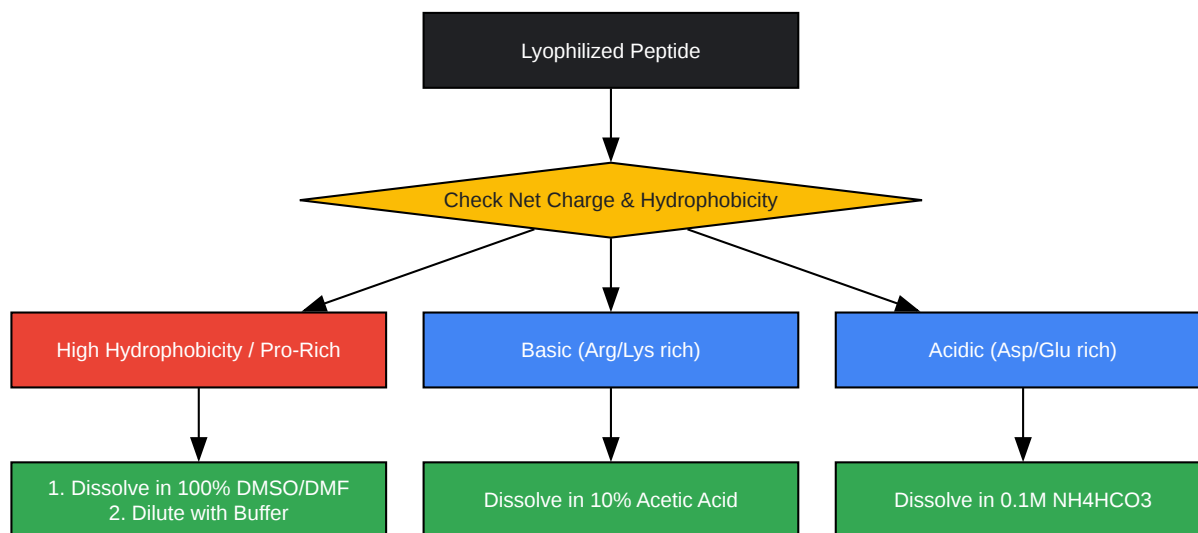 Lyophilized Peptide
Check Net Charge & Hydrophobicity
High Hydrophobicity / Pro-Rich
Basic (Arg/Lys rich)
Acidic (Asp/Glu rich)
1. Dissolve in 100% DMSO/DMF
2. Dilute with Buffer
Dissolve in 10% Acetic Acid
Dissolve in 0.1M NH4HCO3